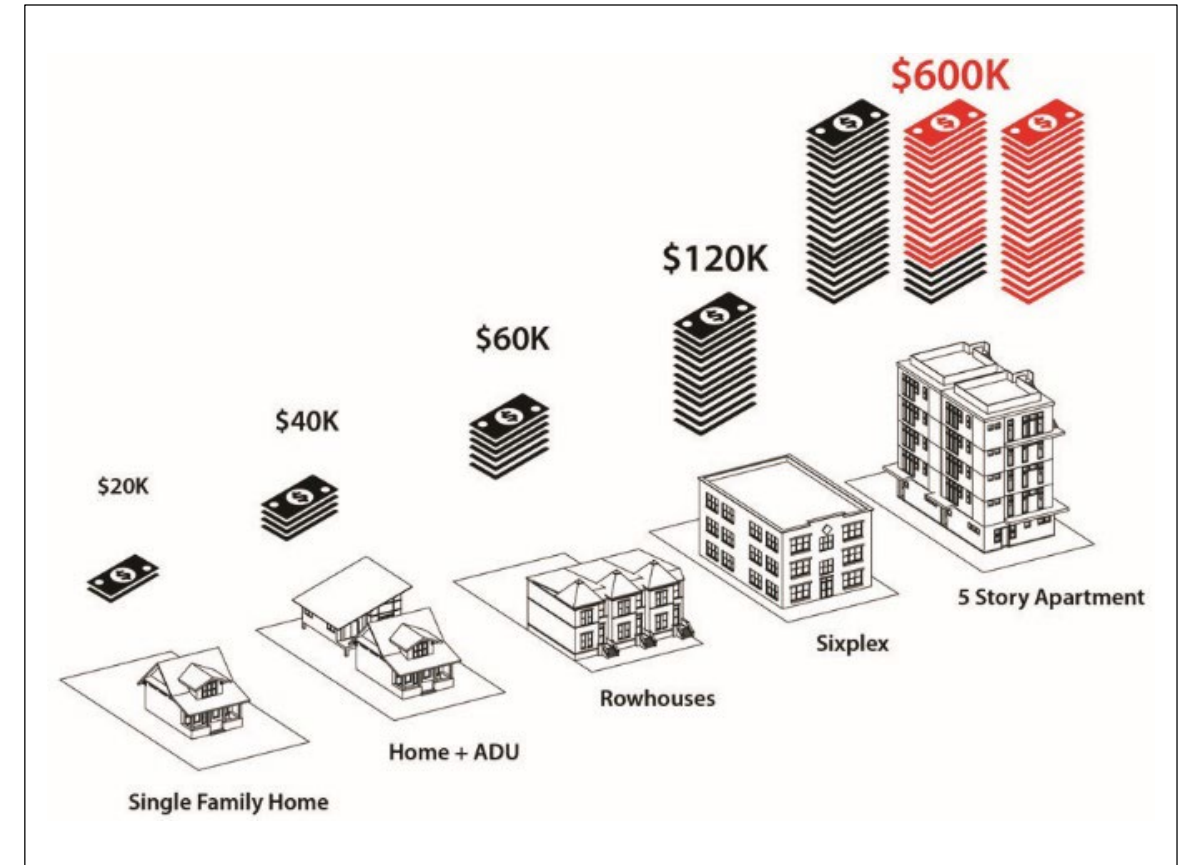 $600K
$120K
$60K
$40K
$20K
5 Story Apartment
Sixplex
Rowhouses
Home + ADU
Single Family Home